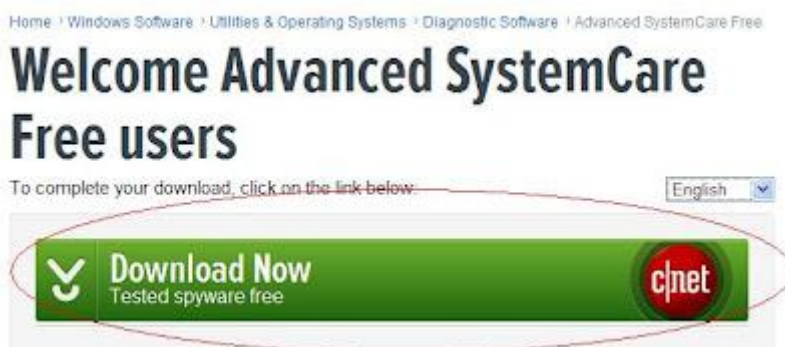 Home › Windows Software › Utilities & Operating Systems › Diagnostic Software › Advanced SystemCare Free
Welcome Advanced SystemCare
Free users
To complete your download, click on the link below:
English
Download Now
Tested spyware free
c|net